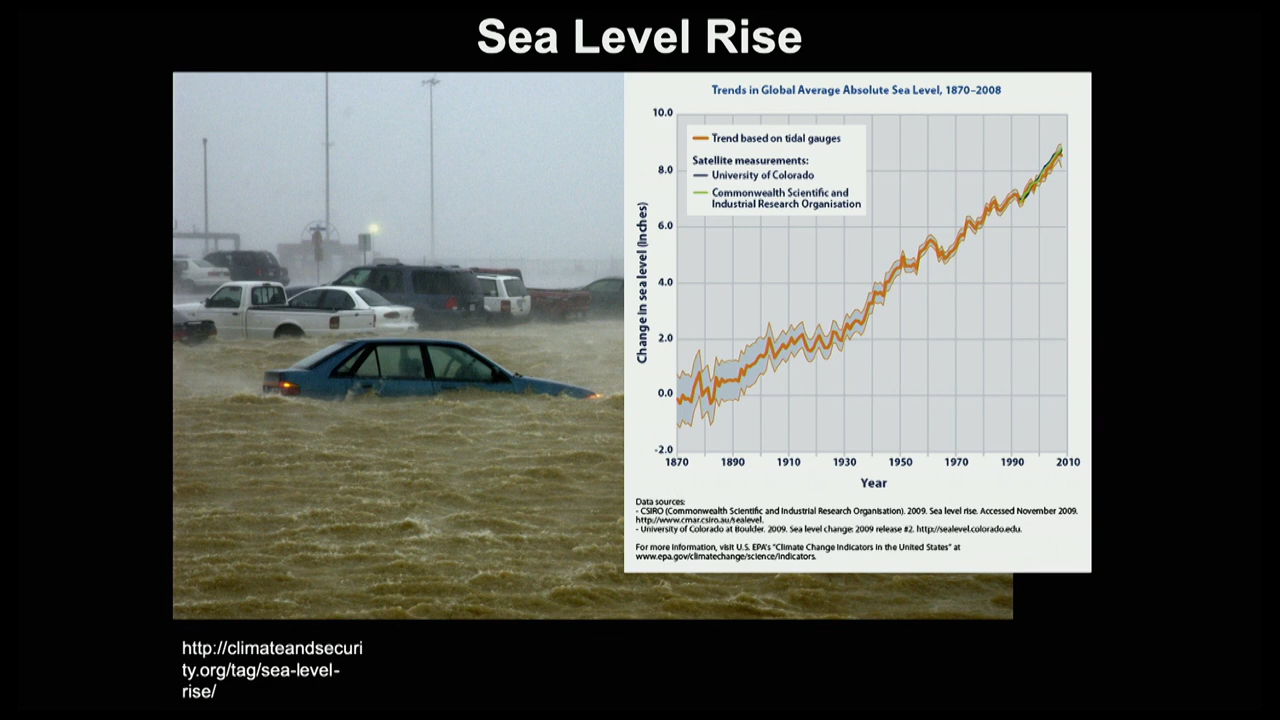 Sea Level Rise
Trends in Global Average Absolute Sea Level, 1870–2008
10.0
8.0
6.0
4.0
2.0
0.0
-2.0
Change in sea level (inches)
Trend based on tidal gauges
Satellite measurements:
University of Colorado
Commonwealth Scientific and
Industrial Research Organisation
1870 1890 1910 1930 1950 1970 1990 2010
Year
Data sources:
- CSIRO (Commonwealth Scientific and Industrial Research Organisation). 2009. Sea level rise. Accessed November 2009.
http://www.cmar.csiro.au/sealevel.
- University of Colorado at Boulder. 2009. Sea level change: 2009 release #2. http://sealevel.colorado.edu.
For more information, visit U.S. EPA's "Climate Change Indicators in the United States" at
www.epa.gov/climatechange/science/indicators.
http://climateandsecuri
ty.org/tag/sea-level-
rise/